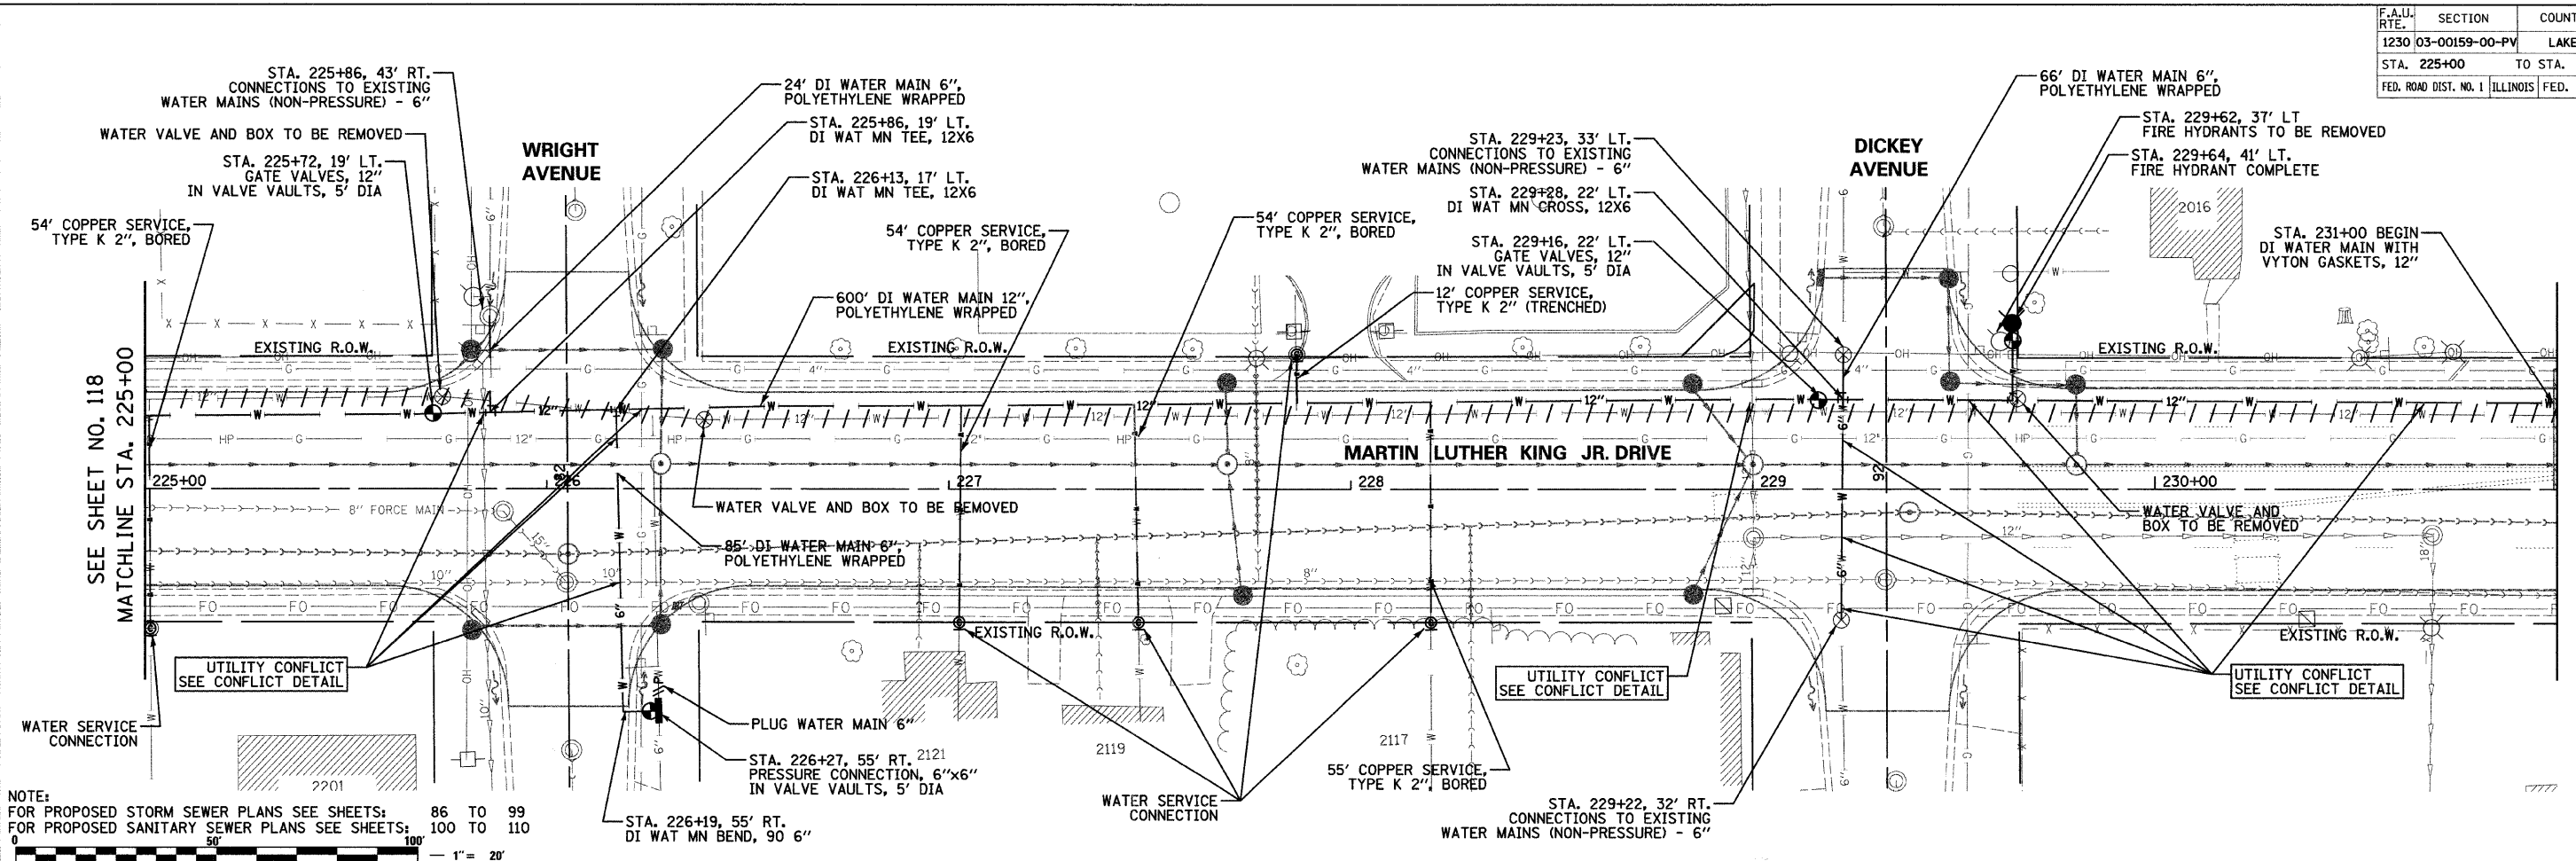 F.A.U. RTE. SECTION COUNT
1230 03-00159-00-PV LAKE
STA. 225+00 TO STA.
FED. ROAD DIST. NO. 1 ILLINOIS FED.
STA. 225+86, 43' RT.
CONNECTIONS TO EXISTING
WATER MAINS (NON-PRESSURE) - 6"
WATER VALVE AND BOX TO BE REMOVED
STA. 225+72, 19' LT.
GATE VALVES, 12"
IN VALVE VAULTS, 5' DIA
54' COPPER SERVICE,
TYPE K 2", BORED
WRIGHT
AVENUE
24' DI WATER MAIN 6",
POLYETHYLENE WRAPPED
STA. 225+86, 19' LT.
DI WAT MN TEE, 12X6
STA. 226+13, 17' LT.
DI WAT MN TEE, 12X6
54' COPPER SERVICE,
TYPE K 2", BORED
600' DI WATER MAIN 12",
POLYETHYLENE WRAPPED
54' COPPER SERVICE,
TYPE K 2", BORED
STA. 229+23, 33' LT.
CONNECTIONS TO EXISTING
WATER MAINS (NON-PRESSURE) - 6"
STA. 229+28, 22' LT.
DI WAT MN CROSS, 12X6
STA. 229+16, 22' LT.
GATE VALVES, 12"
IN VALVE VAULTS, 5' DIA
12' COPPER SERVICE,
TYPE K 2" (TRENCHED)
DICKEY
AVENUE
66' DI WATER MAIN 6",
POLYETHYLENE WRAPPED
STA. 229+62, 37' LT
FIRE HYDRANTS TO BE REMOVED
STA. 229+64, 41' LT.
FIRE HYDRANT COMPLETE
2016
STA. 231+00 BEGIN
DI WATER MAIN WITH
VYTON GASKETS, 12"
EXISTING R.O.W.
EXISTING R.O.W.
EXISTING R.O.W.
SEE SHEET NO. 118
MATCHLINE STA. 225+00
MARTIN LUTHER KING JR. DRIVE
225+00
226
227
228
229
230+00
82
92
8" FORCE MAIN
15"
10"
10"
8"
12"
18"
WATER VALVE AND BOX TO BE REMOVED
85' DI WATER MAIN 6",
POLYETHYLENE WRAPPED
WATER VALVE AND
BOX TO BE REMOVED
EXISTING R.O.W.
EXISTING R.O.W.
UTILITY CONFLICT
SEE CONFLICT DETAIL
UTILITY CONFLICT
SEE CONFLICT DETAIL
UTILITY CONFLICT
SEE CONFLICT DETAIL
WATER SERVICE
CONNECTION
2201
PLUG WATER MAIN 6"
STA. 226+27, 55' RT.
PRESSURE CONNECTION, 6"x6"
IN VALVE VAULTS, 5' DIA
2121
2119
2117
STA. 226+19, 55' RT.
DI WAT MN BEND, 90 6"
WATER SERVICE
CONNECTION
55' COPPER SERVICE,
TYPE K 2", BORED
STA. 229+22, 32' RT.
CONNECTIONS TO EXISTING
WATER MAINS (NON-PRESSURE) - 6"
NOTE:
FOR PROPOSED STORM SEWER PLANS SEE SHEETS: 86 TO 99
FOR PROPOSED SANITARY SEWER PLANS SEE SHEETS: 100 TO 110
0 50' 100'
1"= 20'